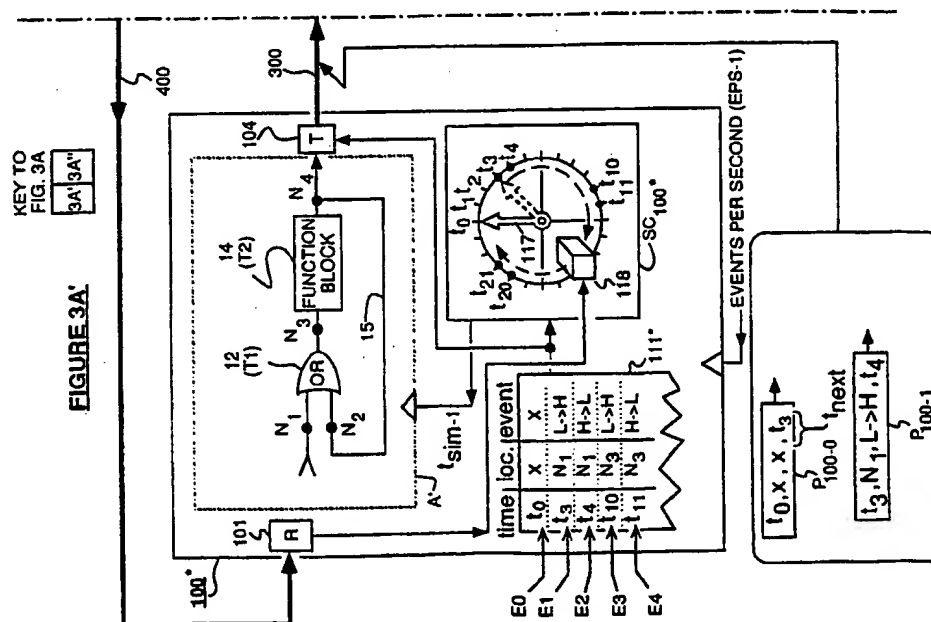 FIGURE 3A'
KEY TO
FIG. 3A
3A' 3A"
400
300
100*
101
R
104
T
A'
N1
N2
12
(T1)
OR
N3
14
(T2)
FUNCTION
BLOCK
N4
15
tsim-1
t0 t1 t2 t3 t4
t10
t11
t20
t21
117
118
SC100*
111*
time loc. event
E0 t0 X X
E1 t3 N1 L->H
E2 t4 N1 H->L
E3 t10 N3 L->H
E4 t11 N3 H->L
EVENTS PER SECOND (EPS-1)
t0, x, x, t3
P100-0
tnext
t3, N1, L->H, t4
P100-1